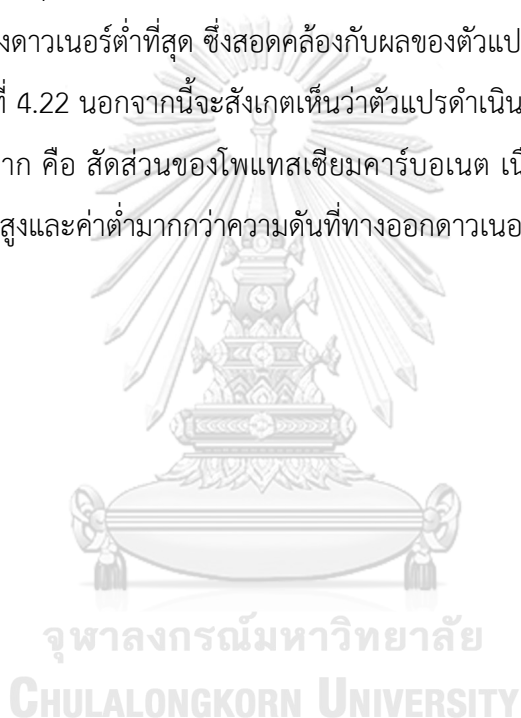 งดาวเนอร์ต่ำที่สุด ซึ่งสอดคล้องกับผลของตัวแป
ที่ 4.22 นอกจากนี้จะสังเกตเห็นว่าตัวแปรดำเนิน
าก คือ สัดส่วนของโพแทสเซียมคาร์บอเนต เนื
สูงและค่าต่ำมากกว่าความดันที่ทางออกดาวเนอ
จุฬาลงกรณ์มหาวิทยาลัย
CHULALONGKORN UNIVERSITY